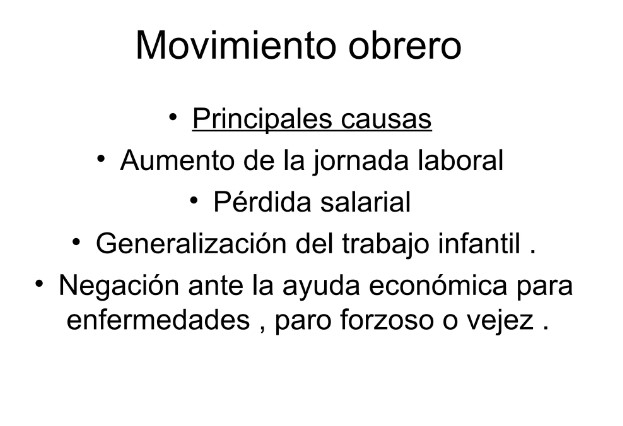 Movimiento obrero
• Principales causas
• Aumento de la jornada laboral
• Pérdida salarial
• Generalización del trabajo infantil .
• Negación ante la ayuda económica para
enfermedades , paro forzoso o vejez .